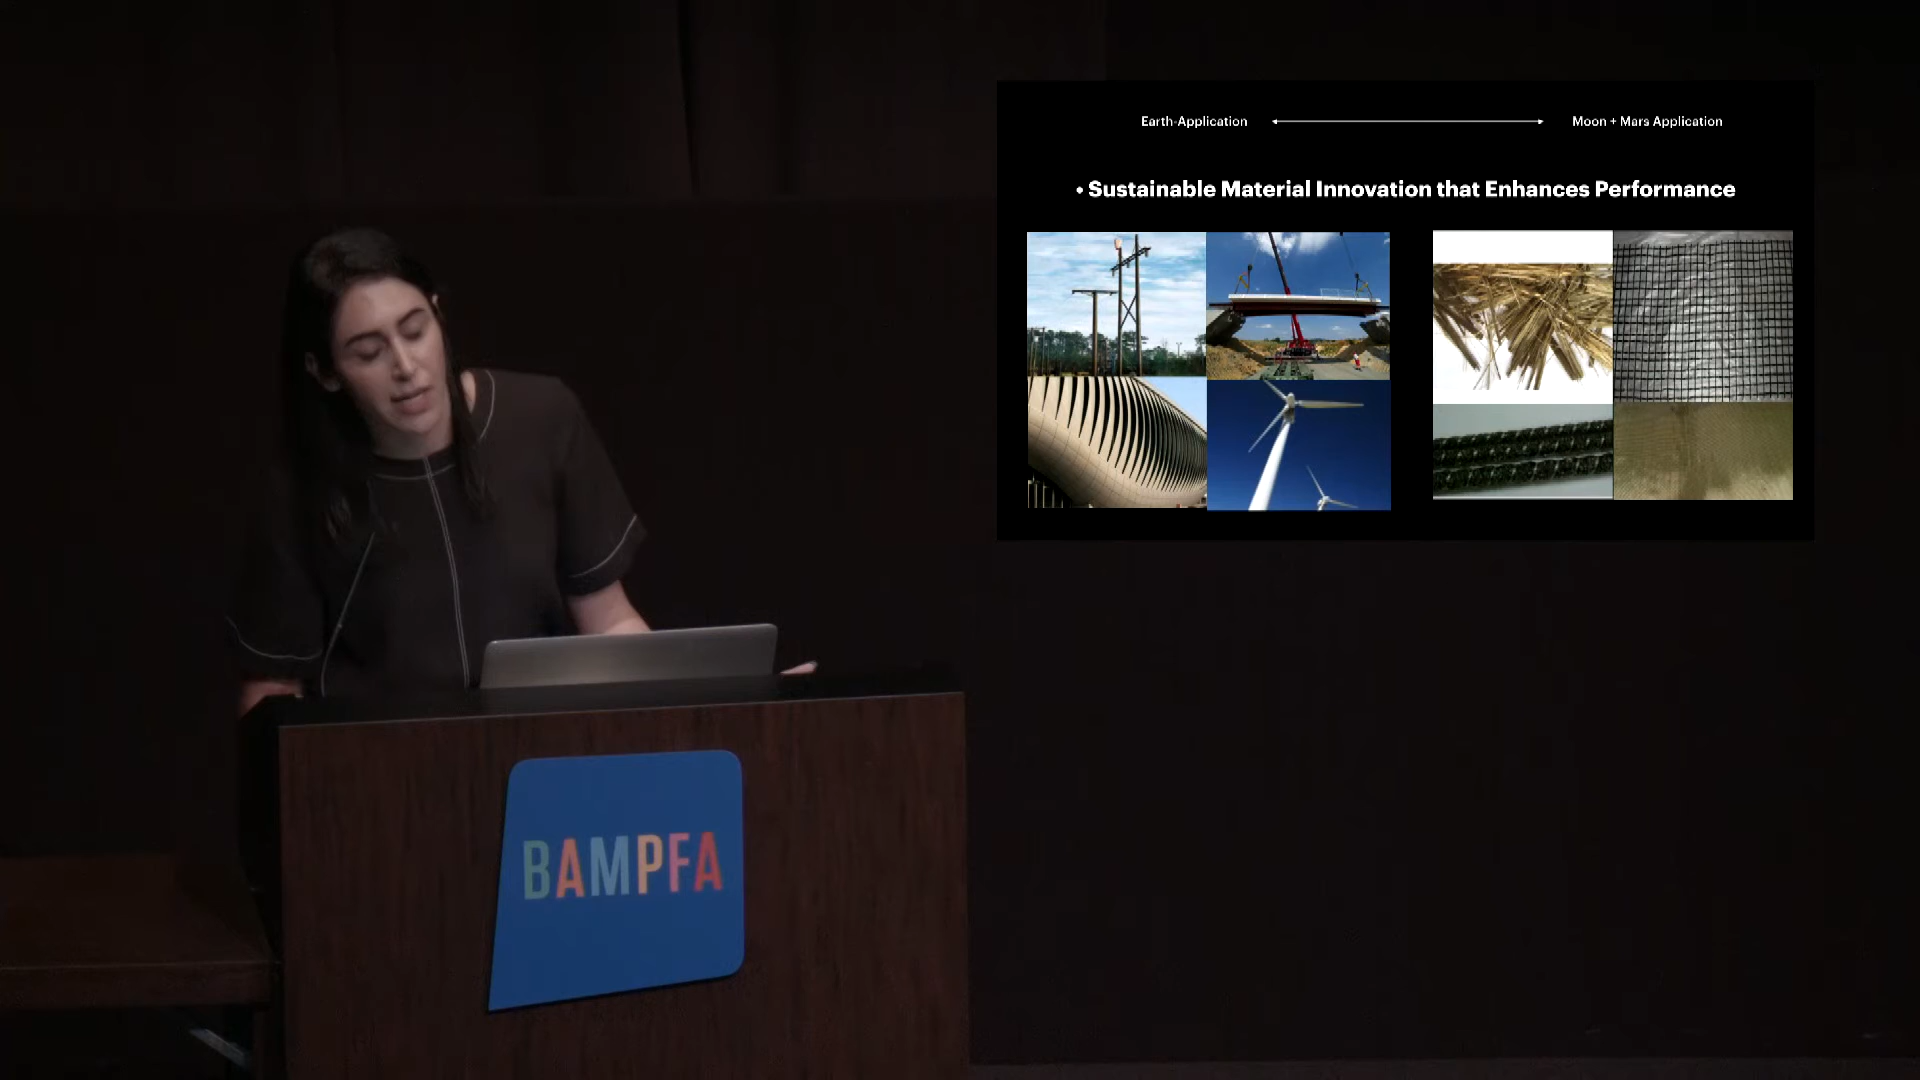 Earth-Application
Moon + Mars Application
• Sustainable Material Innovation that Enhances Performance
BAMPFA